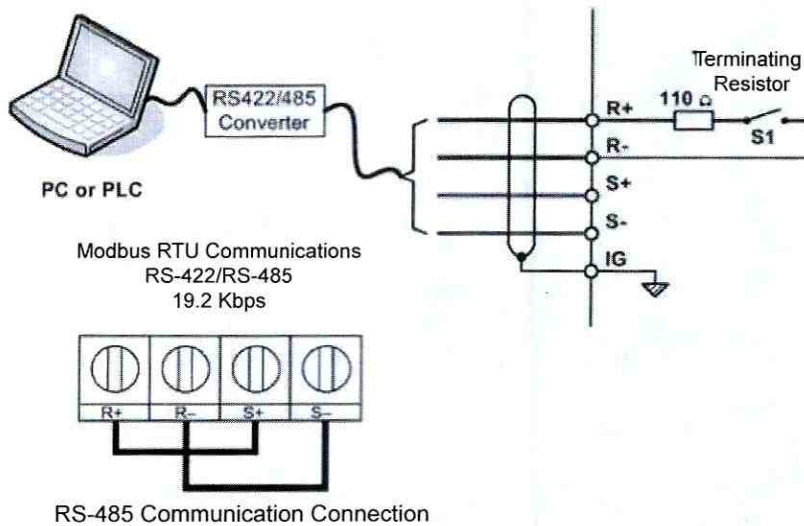 Terminating
Resistor
110 Ω
R+
S1
R-
S+
S-
IG
RS422/485
Converter
PC or PLC
Modbus RTU Communications
RS-422/RS-485
19.2 Kbps
R+ R– S+ S–
RS-485 Communication Connection